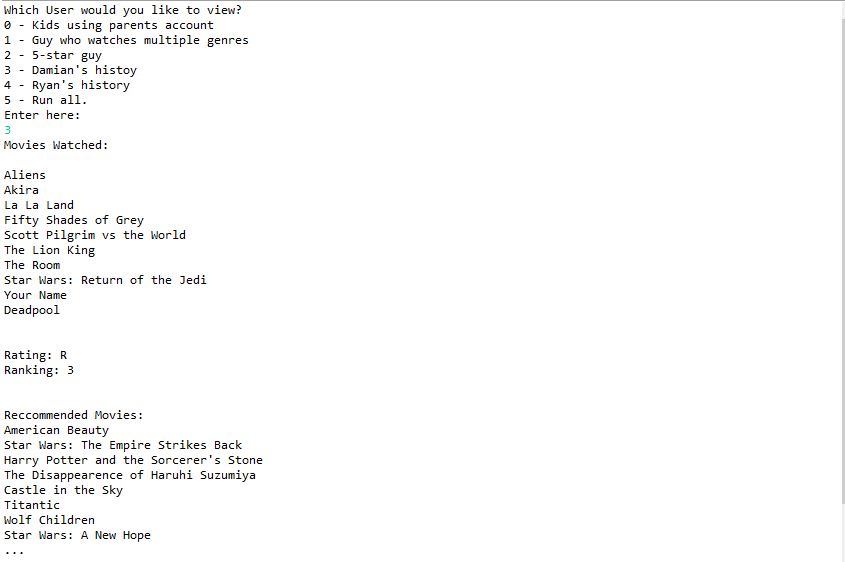 Which User would you like to view?
0 - Kids using parents account
1 - Guy who watches multiple genres
2 - 5-star guy
3 - Damian's histoy
4 - Ryan's history
5 - Run all.
Enter here:
3
Movies Watched:
Aliens
Akira
La La Land
Fifty Shades of Grey
Scott Pilgrim vs the World
The Lion King
The Room
Star Wars: Return of the Jedi
Your Name
Deadpool
Rating: R
Ranking: 3
Reccommended Movies:
American Beauty
Star Wars: The Empire Strikes Back
Harry Potter and the Sorcerer's Stone
The Disappearence of Haruhi Suzumiya
Castle in the Sky
Titantic
Wolf Children
Star Wars: A New Hope
...